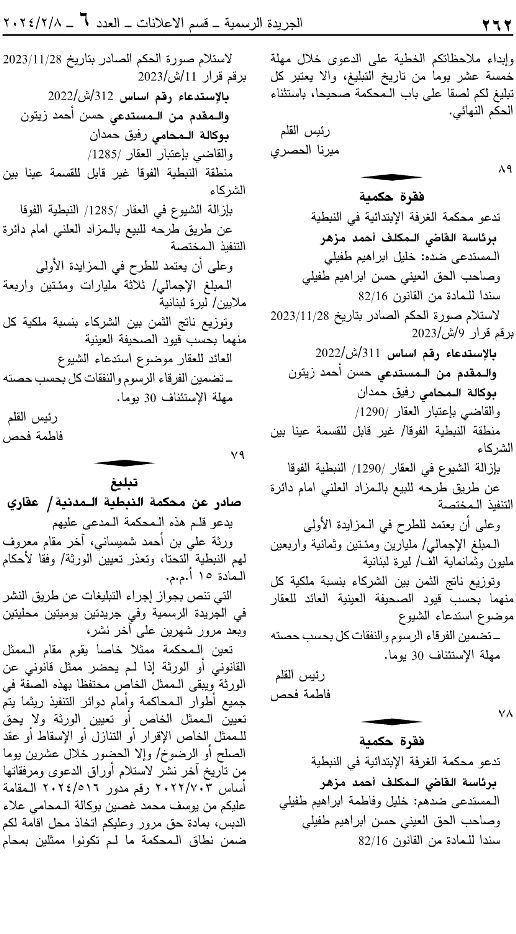 ٢٦٢
الجريدة الرسمية ـ قسم الاعلانات ـ العدد ٦ ـ ٢٠٢٤/٢/٨
وإبداء ملاحظاتكم الخطية على الدعوى خلال مهلة
خمسة عشر يوما من تاريخ التبليغ، والا يعتبر كل
تبليغ لكم لصقا على باب المحكمة صحيحا، باستثناء
الحكم النهائي.
رئيس القلم
ميرنا الحصري
٨٩
فقرة حكمية
تدعو محكمة الغرفة الإبتدائية في النبطية
برئاسة القاضي المكلف أحمد مزهر
المستدعى ضده: خليل ابراهيم طفيلي
وصاحب الحق العيني حسن ابراهيم طفيلي
سندا للمادة من القانون 82/16
لاستلام صورة الحكم الصادر بتاريخ 2023/11/28
برقم قرار 9/ش/2023
بالإستدعاء رقم اساس 311/ش/2022
والمقدم من المستدعي حسن أحمد زيتون
بوكالة المحامي رفيق حمدان
والقاضي بإعتبار العقار /1290/
منطقة النبطية الفوقا/ غير قابل للقسمة عينا بين
الشركاء
بإزالة الشيوع في العقار /1290/ النبطية الفوقا
عن طريق طرحه للبيع بالمزاد العلني امام دائرة
التنفيذ المختصة
وعلى أن يعتمد للطرح في المزايدة الأولى
المبلغ الإجمالي/ مليارين ومئتين وثمانية واربعين
مليون وثمانماية الف/ ليرة لبنانية
وتوزيع ناتج الثمن بين الشركاء بنسبة ملكية كل
منهما بحسب قيود الصحيفة العينية العائد للعقار
موضوع استدعاء الشيوع
ـ تضمين الفرقاء الرسوم والنفقات كل بحسب حصته
مهلة الإستئناف 30 يوما.
رئيس القلم
فاطمة فحص
٧٨
فقرة حكمية
تدعو محكمة الغرفة الإبتدائية في النبطية
برئاسة القاضي المكلف أحمد مزهر
المستدعى ضدهم: خليل وفاطمة ابراهيم طفيلي
وصاحب الحق العيني حسن ابراهيم طفيلي
سندا للمادة من القانون 82/16
لاستلام صورة الحكم الصادر بتاريخ 2023/11/28
برقم قرار 11/ش/2023
بالإستدعاء رقم اساس 312/ش/2022
والمقدم من المستدعي حسن أحمد زيتون
بوكالة المحامي رفيق حمدان
والقاضي بإعتبار العقار /1285/
منطقة النبطية الفوقا غير قابل للقسمة عينا بين
الشركاء
بإزالة الشيوع في العقار /1285/ النبطية الفوقا
عن طريق طرحه للبيع بالمزاد العلني امام دائرة
التنفيذ المختصة
وعلى أن يعتمد للطرح في المزايدة الأولى
المبلغ الإجمالي/ ثلاثة مليارات ومئتين واربعة
ملايين/ ليرة لبنانية
وتوزيع ناتج الثمن بين الشركاء بنسبة ملكية كل
منهما بحسب قيود الصحيفة العينية
العائد للعقار موضوع استدعاء الشيوع
ـ تضمين الفرقاء الرسوم والنفقات كل بحسب حصته
مهلة الإستئناف 30 يوما.
رئيس القلم
فاطمة فحص
٧٩
تبليغ
صادر عن محكمة النبطية المدنية/ عقاري
يدعو قلم هذه المحكمة المدعى عليهم
ورثة علي بن أحمد شميساني، آخر مقام معروف
لهم النبطية التحتا، وتعذر تعيين الورثة/ وفقا لأحكام
المادة ١٥ أ.م.م.
التي تنص بجواز إجراء التبليغات عن طريق النشر
في الجريدة الرسمية وفي جريدتين يوميتين محليتين
وبعد مرور شهرين على آخر نشر،
تعين المحكمة ممثلا خاصا يقوم مقام الممثل
القانوني أو الورثة إذا لم يحضر ممثل قانوني عن
الورثة ويبقى الممثل الخاص محتفظا بهذه الصفة في
جميع أطوار المحاكمة وأمام دوائر التنفيذ ريثما يتم
تعيين الممثل الخاص أو تعيين الورثة ولا يحق
للممثل الخاص الإقرار أو التنازل أو الإسقاط أو عقد
الصلح أو الرضوخ/ وإلا الحضور خلال عشرين يوما
من تاريخ آخر نشر لاستلام أوراق الدعوى ومرفقاتها
أساس ٢٠٢٢/٧٠٣ رقم مدور ٢٠٢٤/٥١٦ المقامة
عليكم من يوسف محمد غصين بوكالة المحامي علاء
الدبس، بمادة حق مرور وعليكم اتخاذ محل اقامة لكم
ضمن نطاق المحكمة ما لم تكونوا ممثلين بمحام